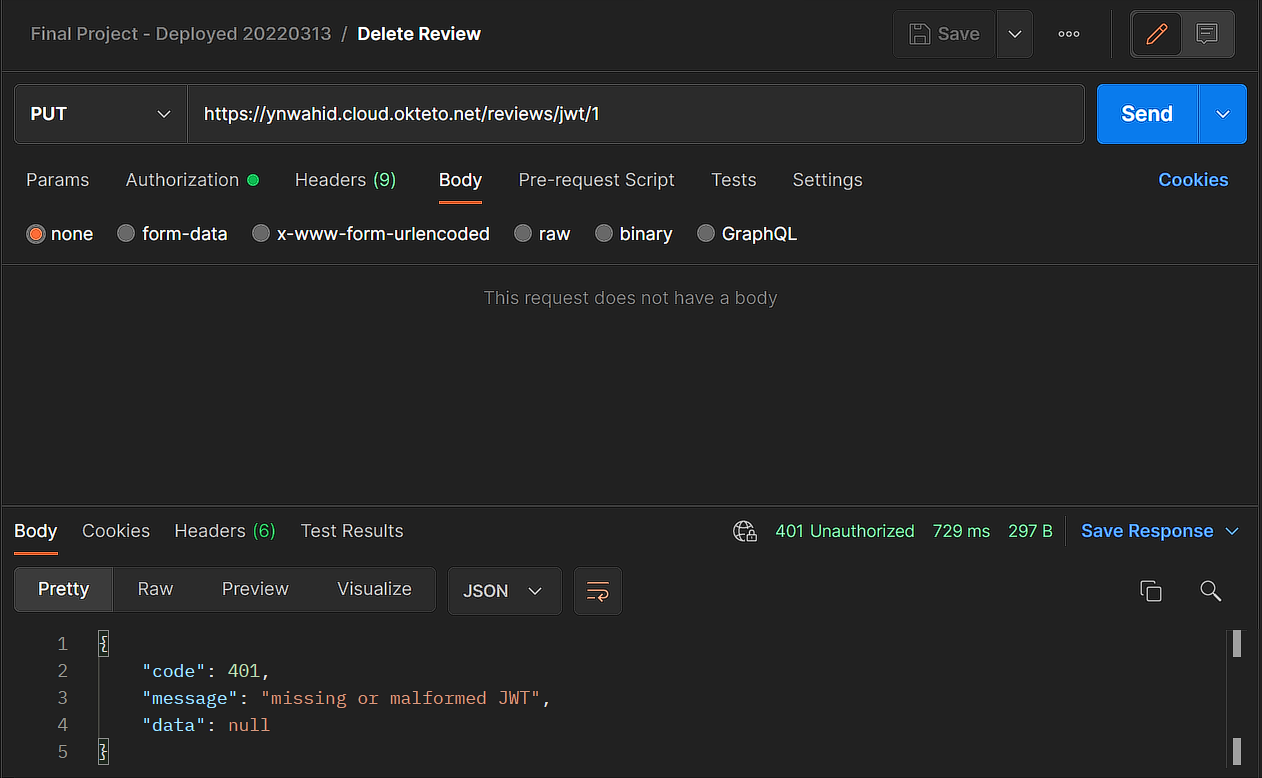 Final Project - Deployed 20220313 / Delete Review
Save
PUT
https://ynwahid.cloud.okteto.net/reviews/jwt/1
Send
Params Authorization Headers (9) Body Pre-request Script Tests Settings Cookies
none form-data x-www-form-urlencoded raw binary GraphQL
This request does not have a body
Body Cookies Headers (6) Test Results 401 Unauthorized 729 ms 297 B Save Response
Pretty Raw Preview Visualize JSON
1 {
2 "code": 401,
3 "message": "missing or malformed JWT",
4 "data": null
5 }